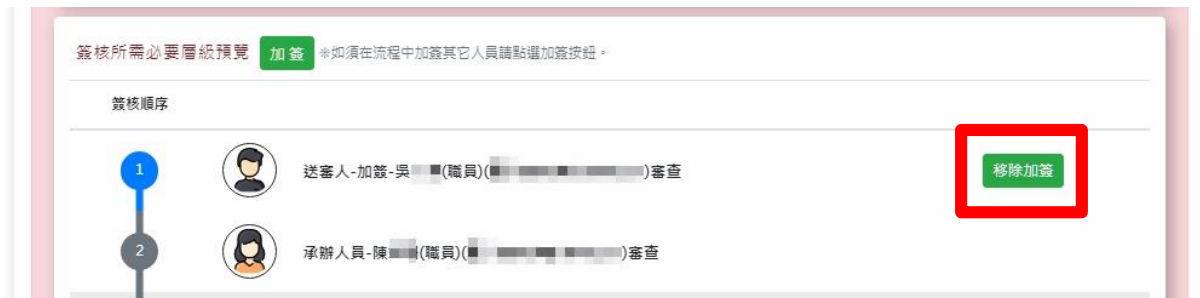 簽核所需必要層級預覽 加簽 ※如須在流程中加簽其它人員請點選加簽按鈕。
簽核順序
1 送審人-加簽-吳(職員)()審查 移除加簽
2 承辦人員-陳(職員)()審查